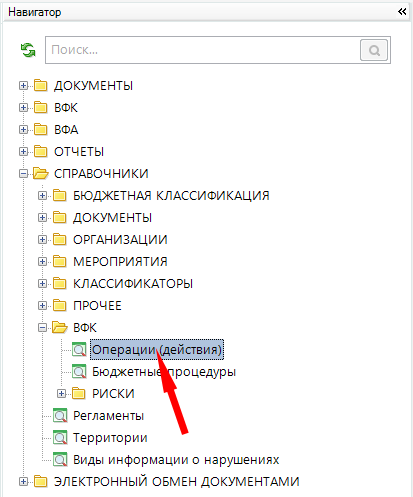 Навигатор
Поиск...
ДОКУМЕНТЫ
ВФК
ВФА
ОТЧЕТЫ
СПРАВОЧНИКИ
БЮДЖЕТНАЯ КЛАССИФИКАЦИЯ
ДОКУМЕНТЫ
ОРГАНИЗАЦИИ
МЕРОПРИЯТИЯ
КЛАССИФИКАТОРЫ
ПРОЧЕЕ
ВФК
Операции (действия)
Бюджетные процедуры
РИСКИ
Регламенты
Территории
Виды информации о нарушениях
ЭЛЕКТРОННЫЙ ОБМЕН ДОКУМЕНТАМИ